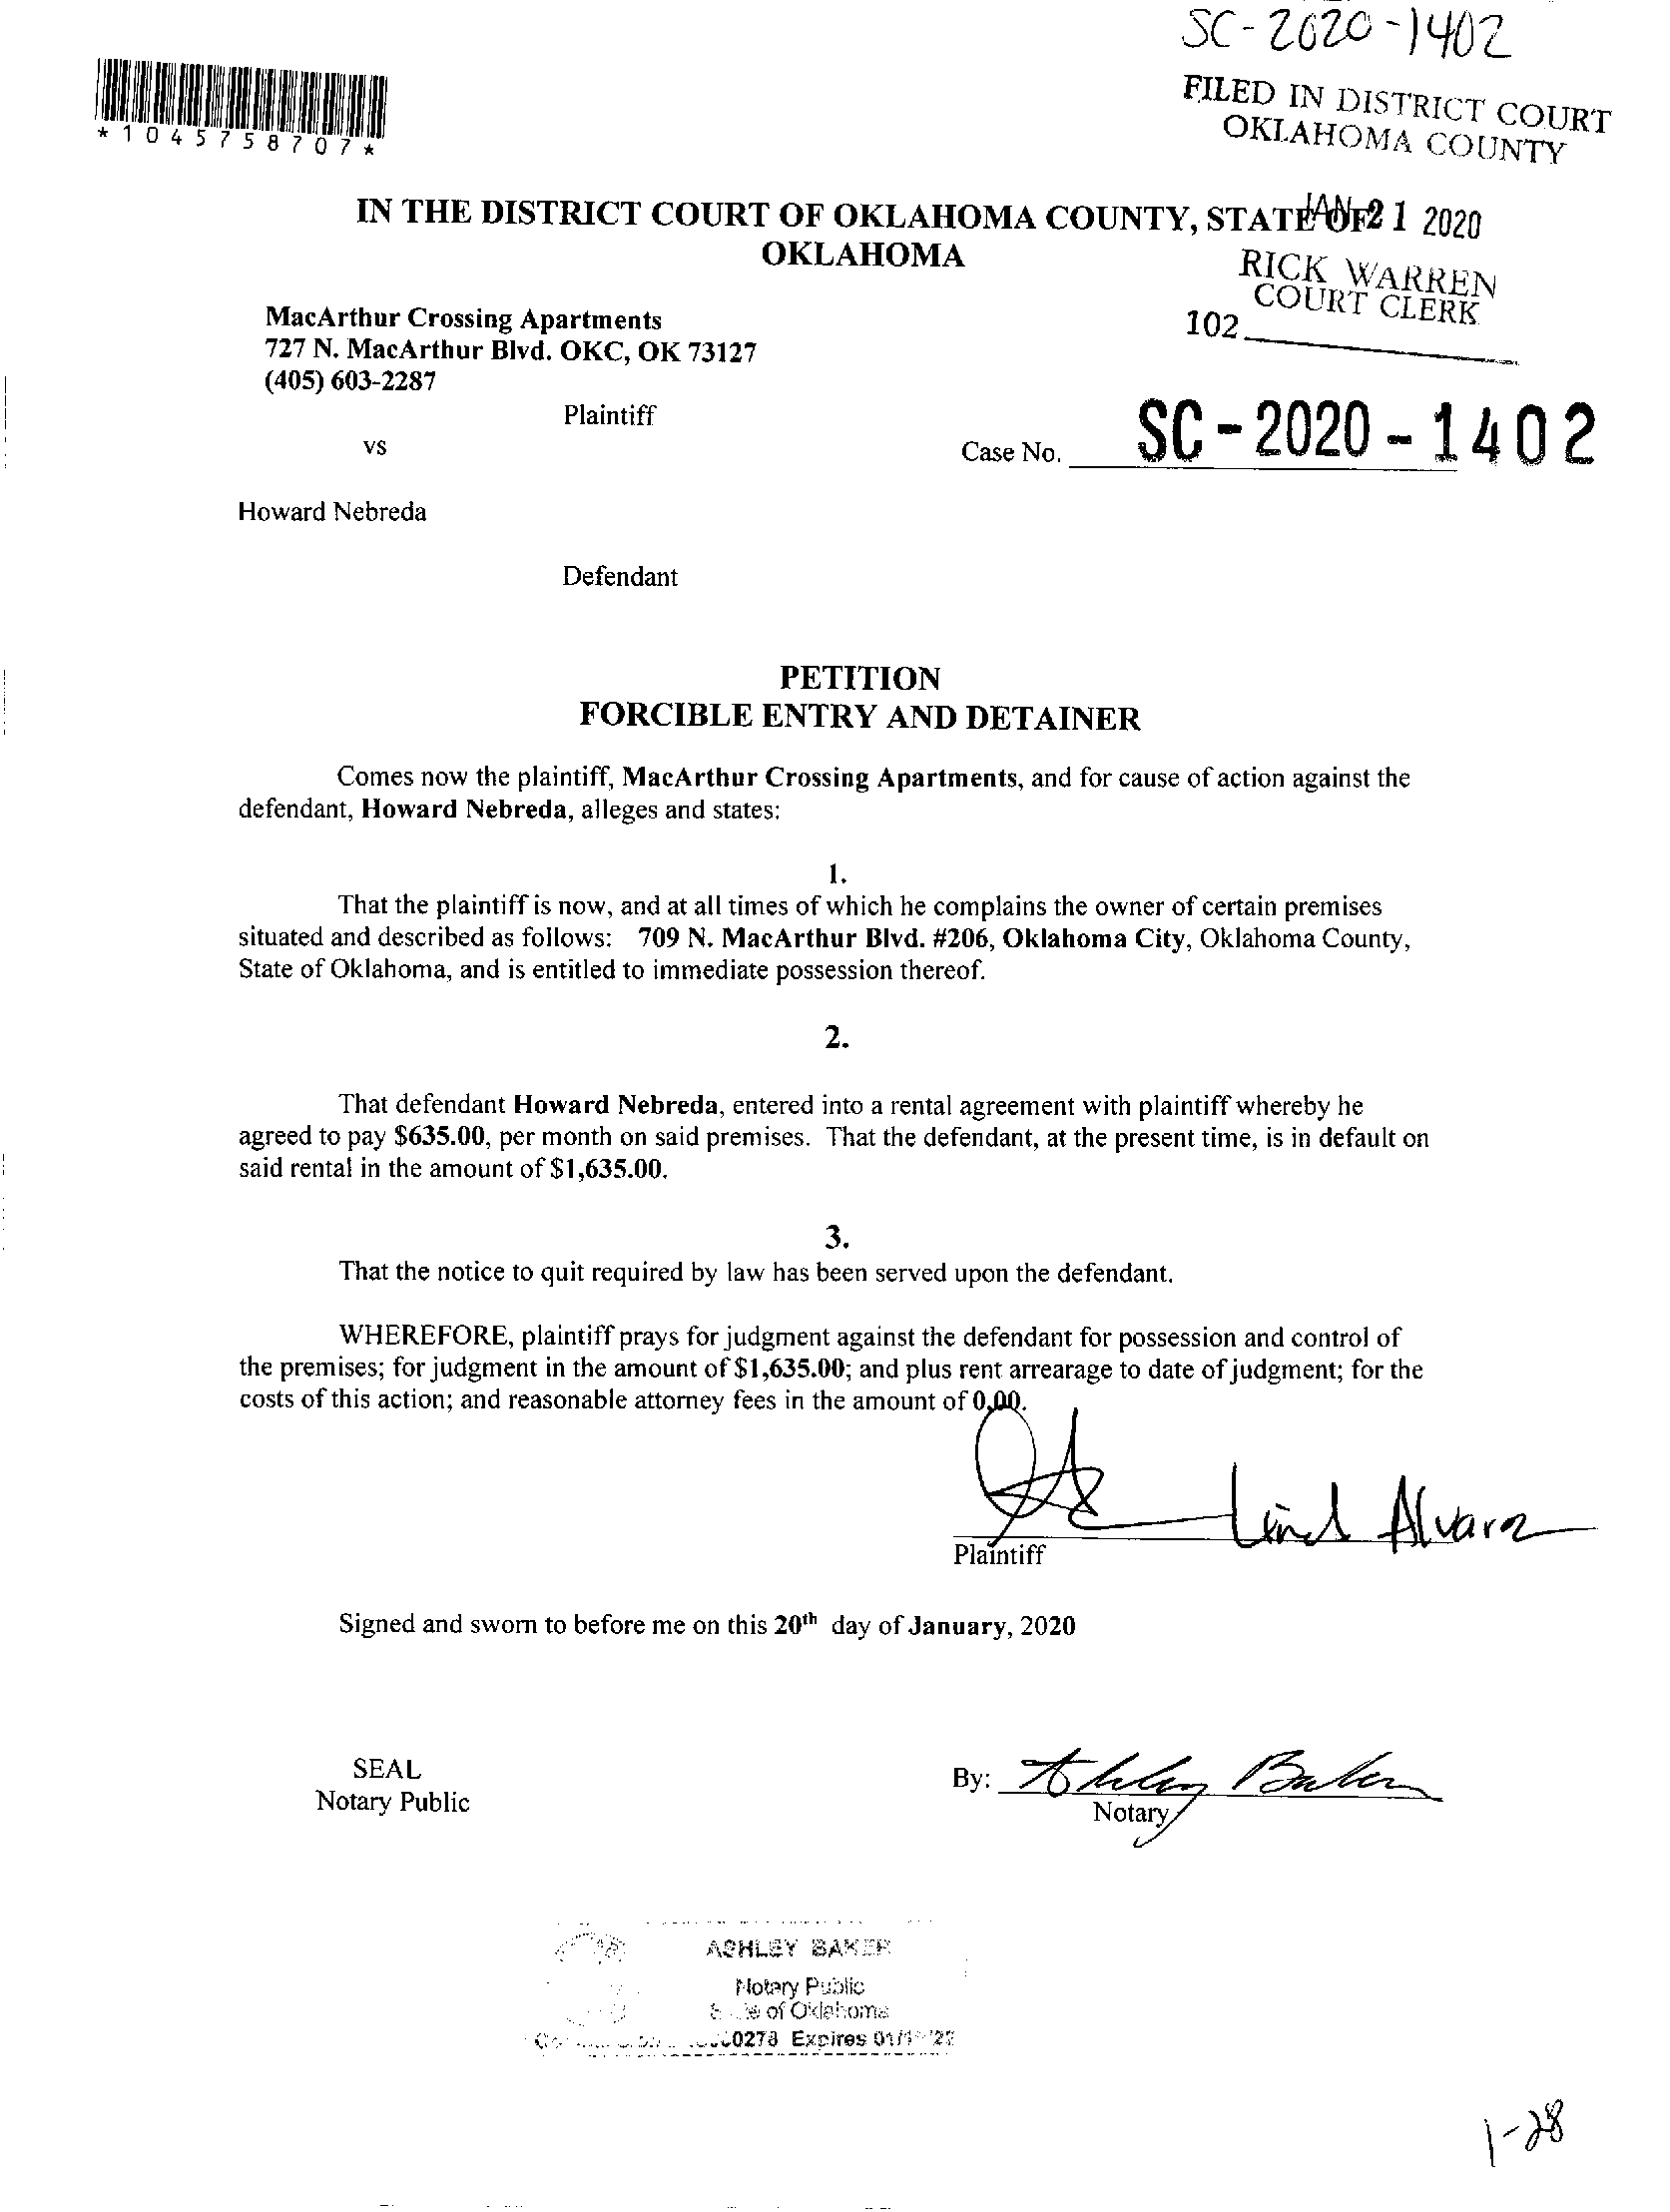 SC-2020-1402
FILED IN DISTRICT COURT
OKLAHOMA COUNTY
*1045758707*
IN THE DISTRICT COURT OF OKLAHOMA COUNTY, STATE OF
JAN 21 2020
OKLAHOMA
RICK WARREN
COURT CLERK
102
MacArthur Crossing Apartments
727 N. MacArthur Blvd. OKC, OK 73127
(405) 603-2287
Plaintiff
vs
Case No. SC-2020-1402
Howard Nebreda
Defendant
PETITION
FORCIBLE ENTRY AND DETAINER
Comes now the plaintiff, MacArthur Crossing Apartments, and for cause of action against the
defendant, Howard Nebreda, alleges and states:
1.
That the plaintiff is now, and at all times of which he complains the owner of certain premises
situated and described as follows: 709 N. MacArthur Blvd. #206, Oklahoma City, Oklahoma County,
State of Oklahoma, and is entitled to immediate possession thereof.
2.
That defendant Howard Nebreda, entered into a rental agreement with plaintiff whereby he
agreed to pay $635.00, per month on said premises. That the defendant, at the present time, is in default on
said rental in the amount of $1,635.00.
3.
That the notice to quit required by law has been served upon the defendant.
WHEREFORE, plaintiff prays for judgment against the defendant for possession and control of
the premises; for judgment in the amount of $1,635.00; and plus rent arrearage to date of judgment; for the
costs of this action; and reasonable attorney fees in the amount of 0.00.
Plaintiff
Signed and sworn to before me on this 20th day of January, 2020
SEAL
Notary Public
By: Ashley Baker
Notary
ASHLEY BAKER
Notary Public
State of Oklahoma
Expires
1-28